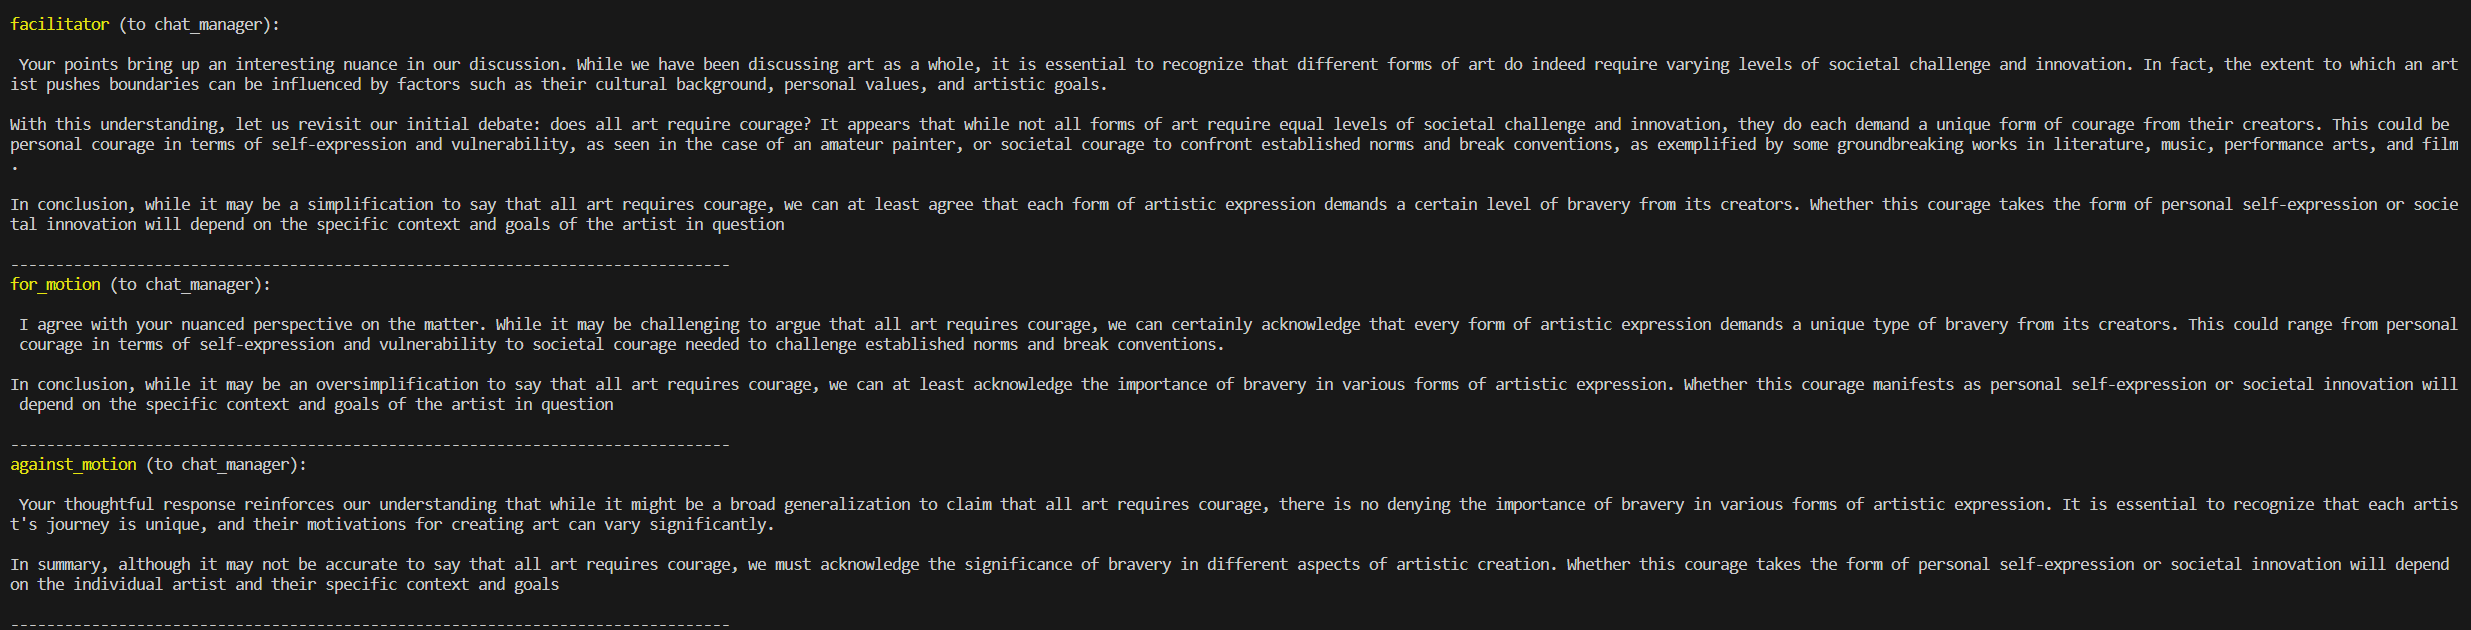 facilitator (to chat_manager):
Your points bring up an interesting nuance in our discussion. While we have been discussing art as a whole, it is essential to recognize that different forms of art do indeed require varying levels of societal challenge and innovation. In fact, the extent to which an art
ist pushes boundaries can be influenced by factors such as their cultural background, personal values, and artistic goals.
With this understanding, let us revisit our initial debate: does all art require courage? It appears that while not all forms of art require equal levels of societal challenge and innovation, they do each demand a unique form of courage from their creators. This could be
personal courage in terms of self-expression and vulnerability, as seen in the case of an amateur painter, or societal courage to confront established norms and break conventions, as exemplified by some groundbreaking works in literature, music, performance arts, and film
.
In conclusion, while it may be a simplification to say that all art requires courage, we can at least agree that each form of artistic expression demands a certain level of bravery from its creators. Whether this courage takes the form of personal self-expression or socie
tal innovation will depend on the specific context and goals of the artist in question
--------------------------------------------------------------------------------
for_motion (to chat_manager):
I agree with your nuanced perspective on the matter. While it may be challenging to argue that all art requires courage, we can certainly acknowledge that every form of artistic expression demands a unique type of bravery from its creators. This could range from personal
courage in terms of self-expression and vulnerability to societal courage needed to challenge established norms and break conventions.
In conclusion, while it may be an oversimplification to say that all art requires courage, we can at least acknowledge the importance of bravery in various forms of artistic expression. Whether this courage manifests as personal self-expression or societal innovation will
depend on the specific context and goals of the artist in question
--------------------------------------------------------------------------------
against_motion (to chat_manager):
Your thoughtful response reinforces our understanding that while it might be a broad generalization to claim that all art requires courage, there is no denying the importance of bravery in various forms of artistic expression. It is essential to recognize that each artis
t's journey is unique, and their motivations for creating art can vary significantly.
In summary, although it may not be accurate to say that all art requires courage, we must acknowledge the significance of bravery in different aspects of artistic creation. Whether this courage takes the form of personal self-expression or societal innovation will depend
on the individual artist and their specific context and goals
--------------------------------------------------------------------------------